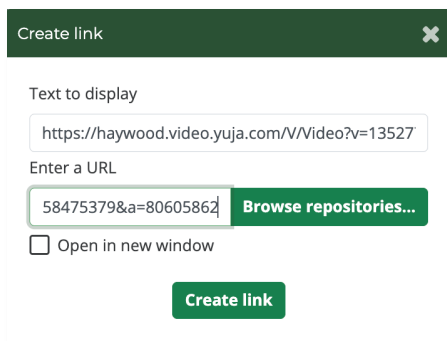 Create link
Text to display
https://haywood.video.yuja.com/V/Video?v=13527
Enter a URL
58475379&a=80605862 Browse repositories...
Open in new window
Create link